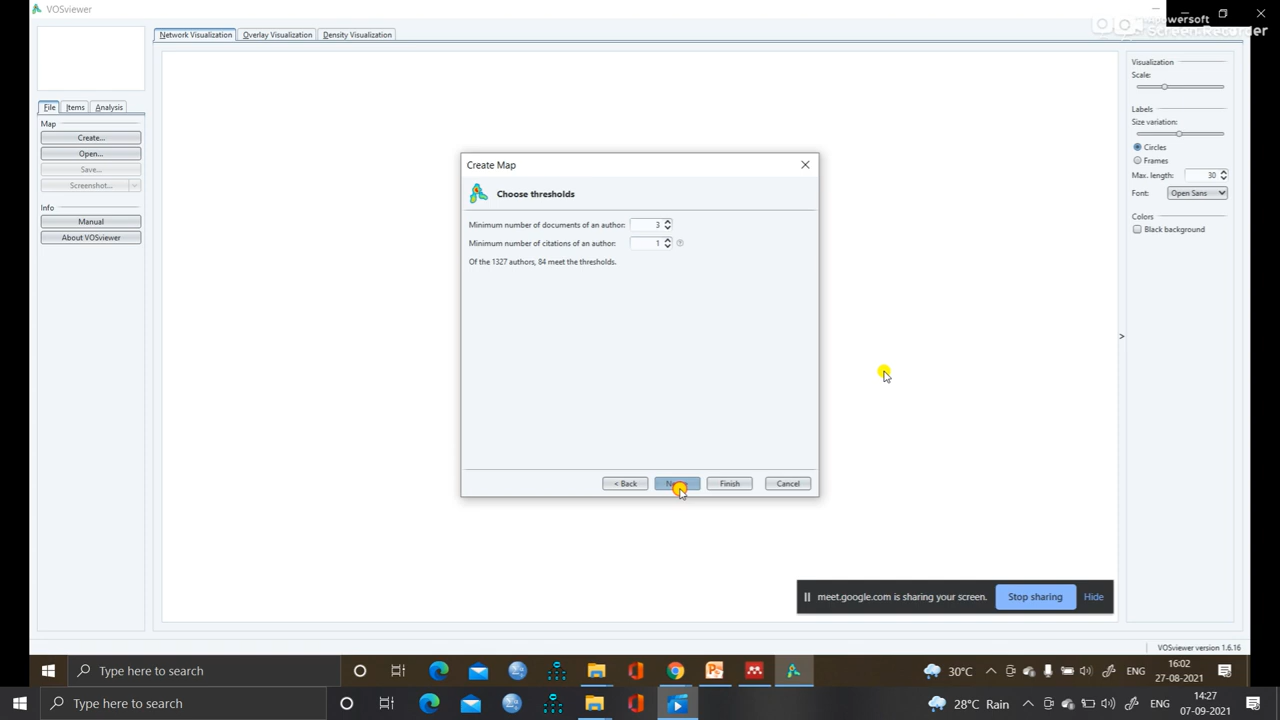 VOSviewer
Screen Recorder
Network Visualization
Overlay Visualization
Density Visualization
File
Items
Analysis
Map
Create...
Open...
Save...
Screenshot...
Info
Manual
About VOSviewer
Create Map
Choose thresholds
Minimum number of documents of an author: 3
Minimum number of citations of an author: 1
Of the 1327 authors, 84 meet the thresholds.
< Back
Finish
Cancel
Visualization
Scale:
Labels
Size variation:
Circles
Frames
Max. length: 30
Font: Open Sans
Colors
Black background
>
meet.google.com is sharing your screen.
Stop sharing
Hide
VOSviewer version 1.6.16
Type here to search
30°C
ENG
16:02
27-08-2021
Type here to search
28°C Rain
ENG
14:27
07-09-2021